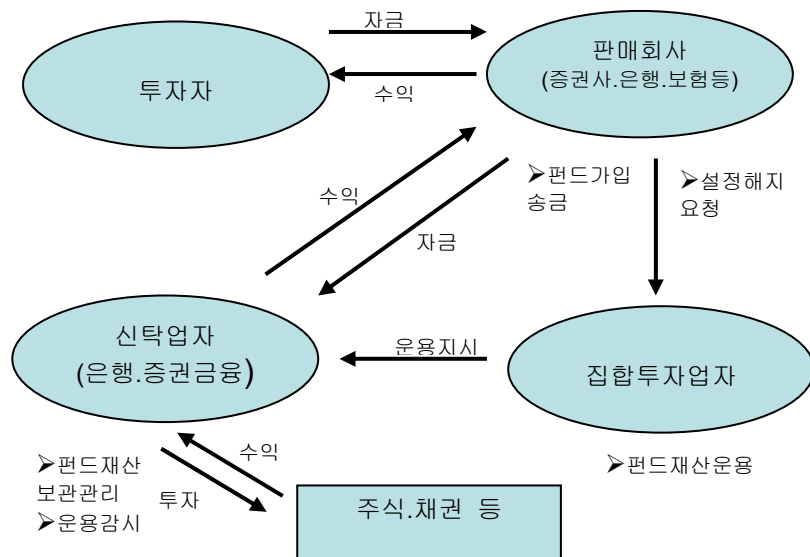 자금
판매회사
(증권사.은행.보험등)
투자자
수익
수익
➢펀드가입
송금
➢설정해지
요청
자금
신탁업자
(은행.증권금융)
운용지시
집합투자업자
수익
➢펀드재산
보관관리
➢운용감시
투자
➢펀드재산운용
주식.채권 등